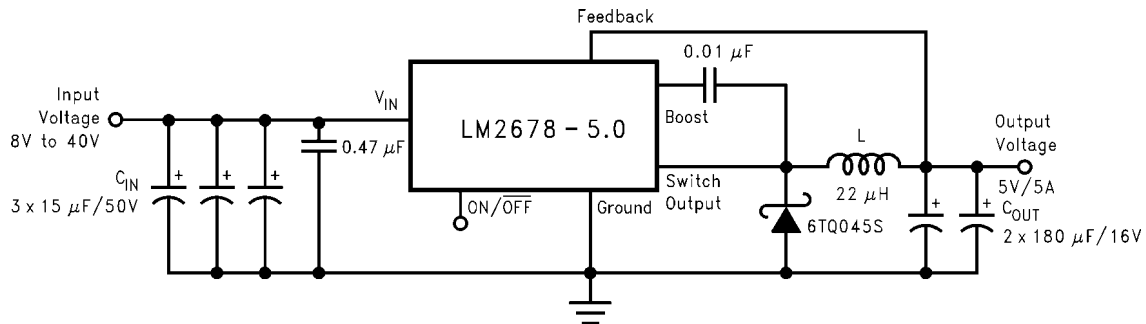 Feedback
0.01 μF
Input
Voltage
8V to 40V
V_IN
LM2678 - 5.0
Boost
L
Output
Voltage
0.47 μF
C_IN
3 x 15 μF/50V
+
+
+
ON/O̅F̅F̅
Ground
Switch
Output
22 μH
5V/5A
6TQ045S
+
+
C_OUT
2 x 180 μF/16V